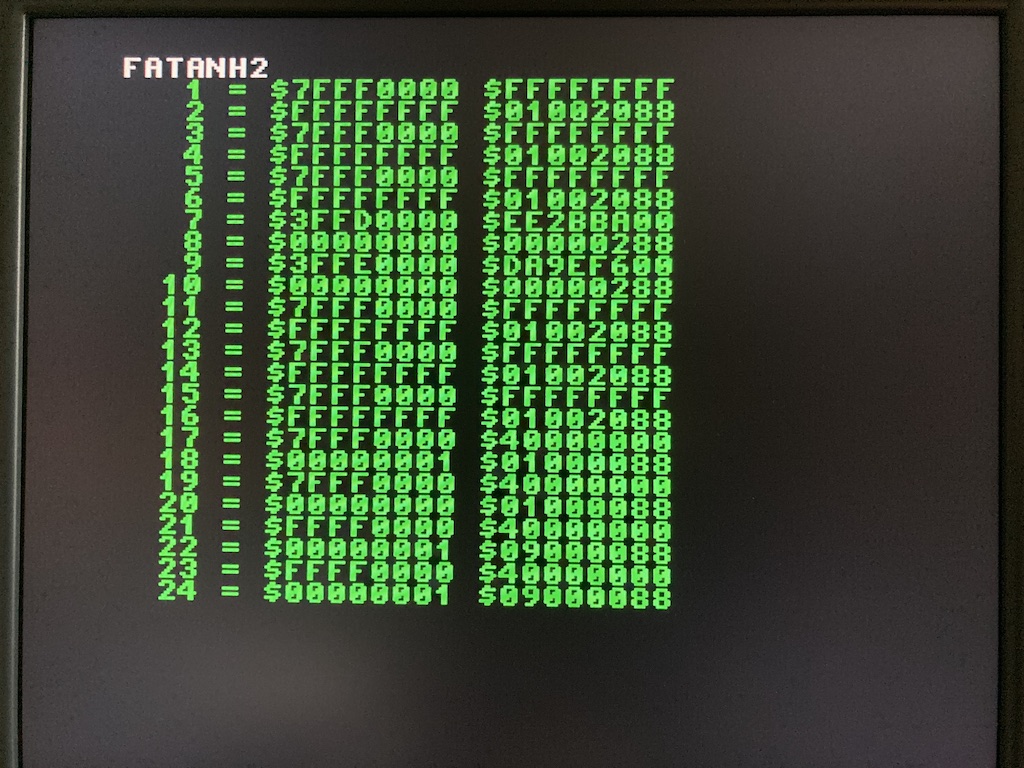 FATANH2
1 = $7FFF0000 $FFFFFFFF
2 = $FFFFFFFF $01002088
3 = $7FFF0000 $FFFFFFFF
4 = $FFFFFFFF $01002088
5 = $7FFF0000 $FFFFFFFF
6 = $FFFFFFFF $01002088
7 = $3FFD0000 $EE2BBA00
8 = $00000000 $00000288
9 = $3FFE0000 $DA9EF600
10 = $00000000 $00000288
11 = $7FFF0000 $FFFFFFFF
12 = $FFFFFFFF $01002088
13 = $7FFF0000 $FFFFFFFF
14 = $FFFFFFFF $01002088
15 = $7FFF0000 $FFFFFFFF
16 = $FFFFFFFF $01002088
17 = $7FFF0000 $40000000
18 = $00000001 $01000088
19 = $7FFF0000 $40000000
20 = $00000000 $01000088
21 = $FFFF0000 $40000000
22 = $00000001 $09000088
23 = $FFFF0000 $40000000
24 = $00000001 $09000088